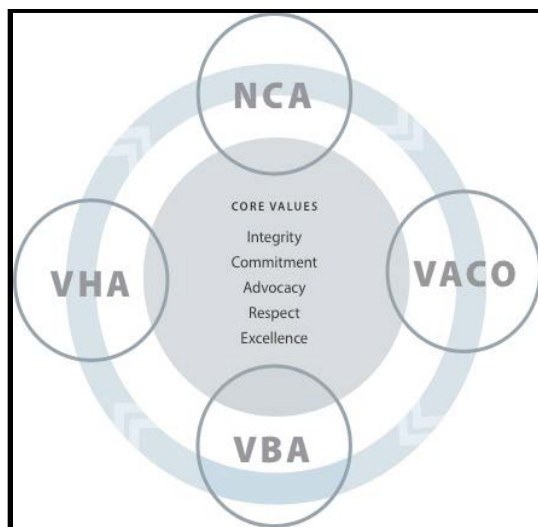 NCA
CORE VALUES
Integrity
Commitment
Advocacy
Respect
Excellence
VHA
VACO
VBA